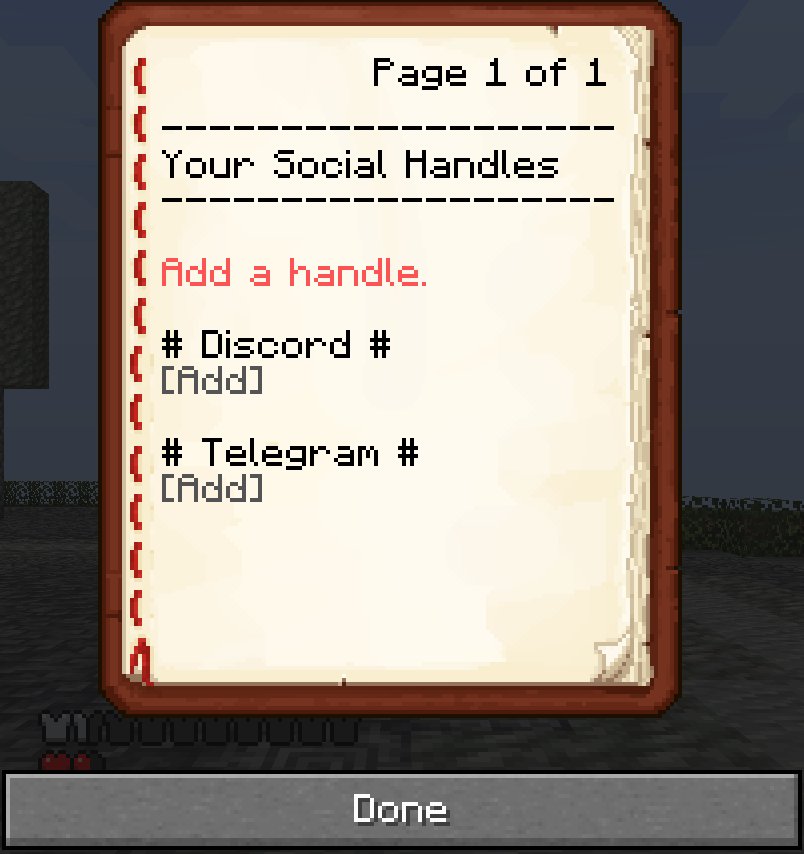 Page 1 of 1
-------------------
Your Social Handles
-------------------
Add a handle.
# Discord #
[Add]
# Telegram #
[Add]
Done